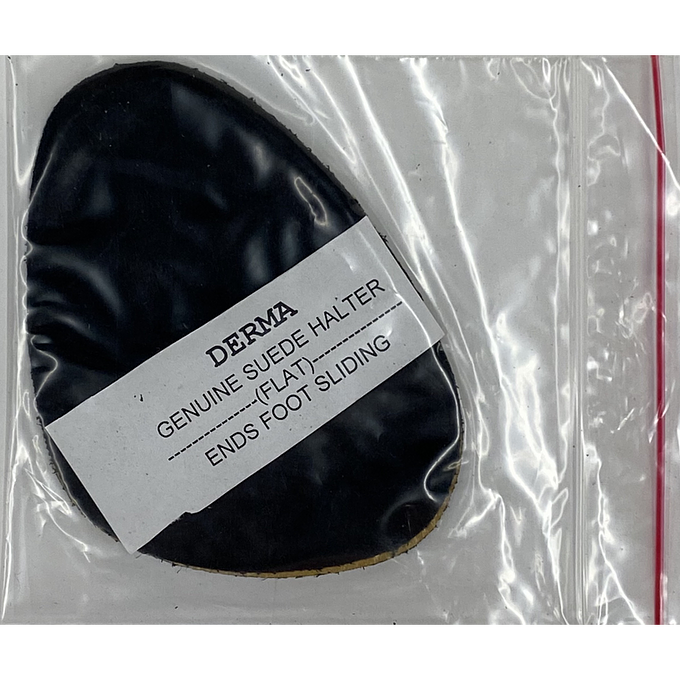 DERMA
GENUINE SUEDE HALTER
----------------(FLAT)----------------
ENDS FOOT SLIDING